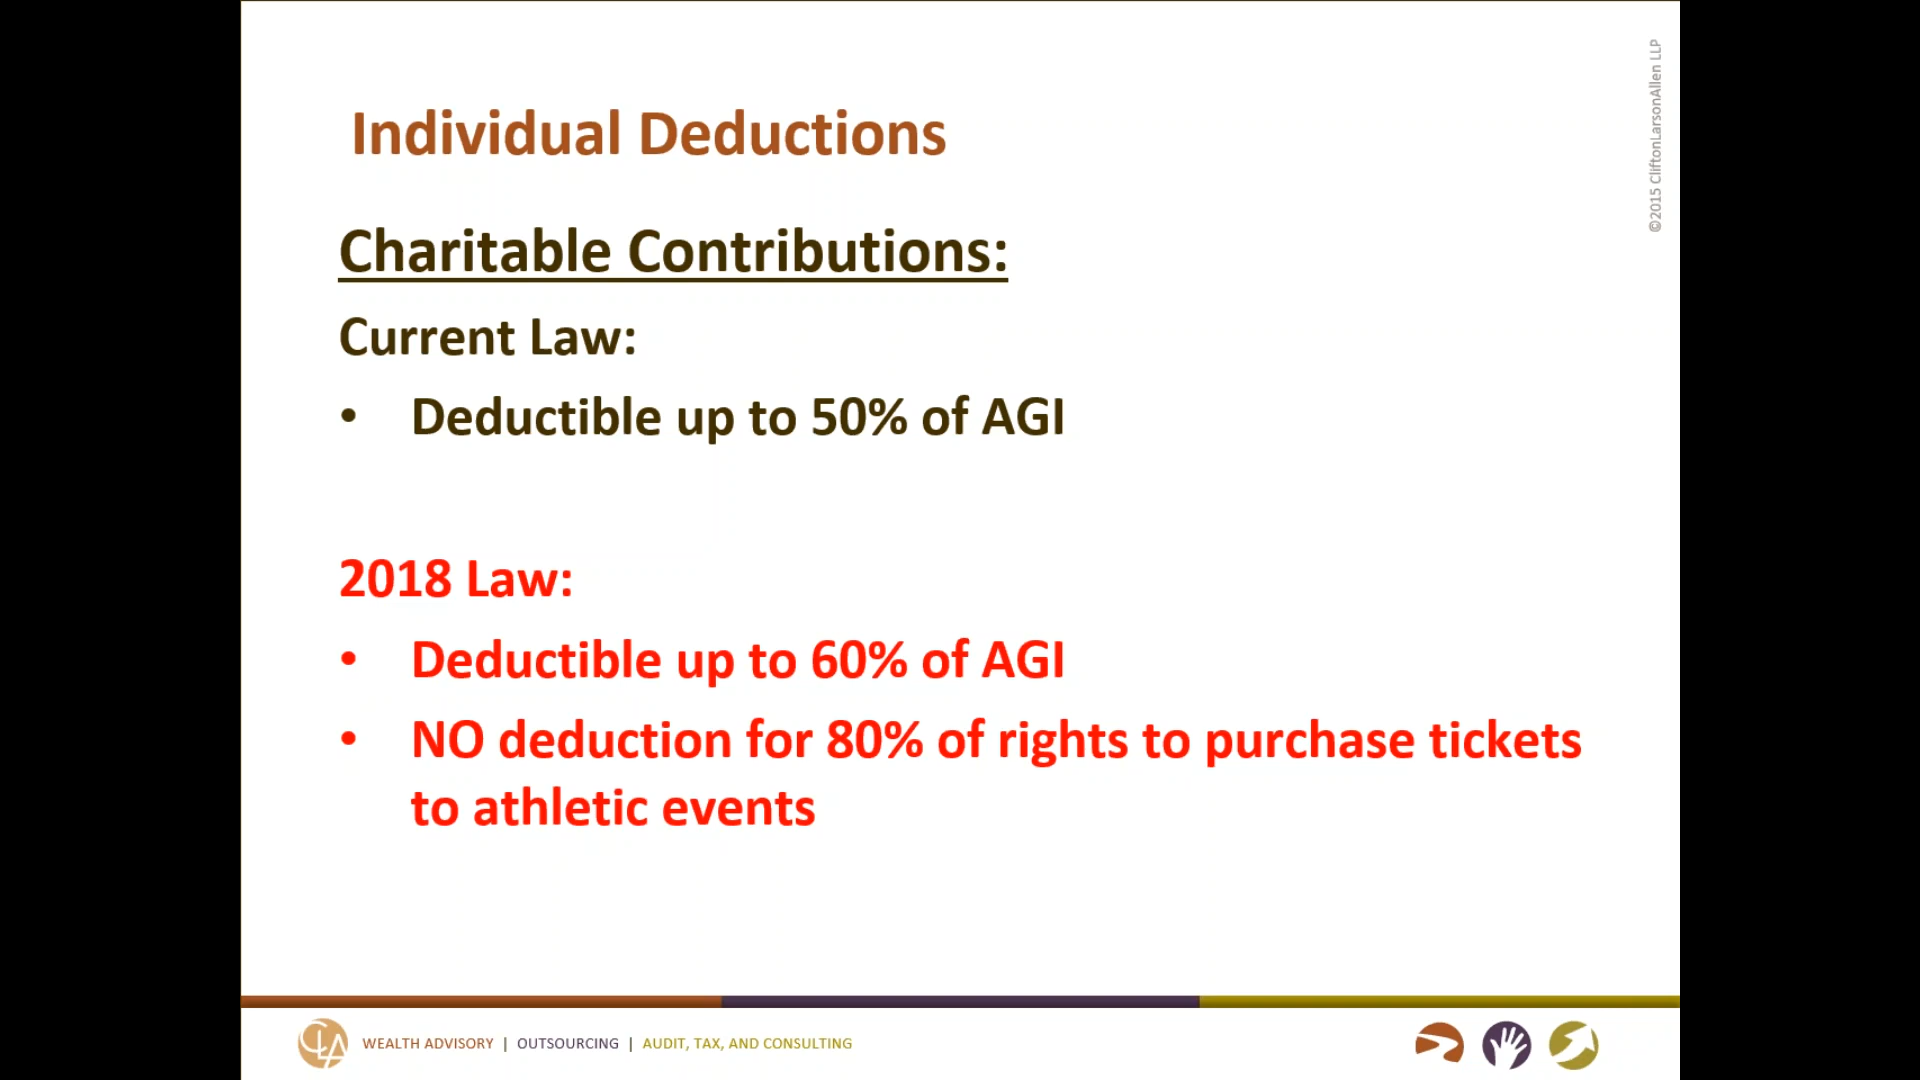 Individual Deductions
Charitable Contributions:
Current Law:
• Deductible up to 50% of AGI
2018 Law:
• Deductible up to 60% of AGI
• NO deduction for 80% of rights to purchase tickets
to athletic events
©2015 CliftonLarsonAllen LLP
CLA WEALTH ADVISORY | OUTSOURCING | AUDIT, TAX, AND CONSULTING